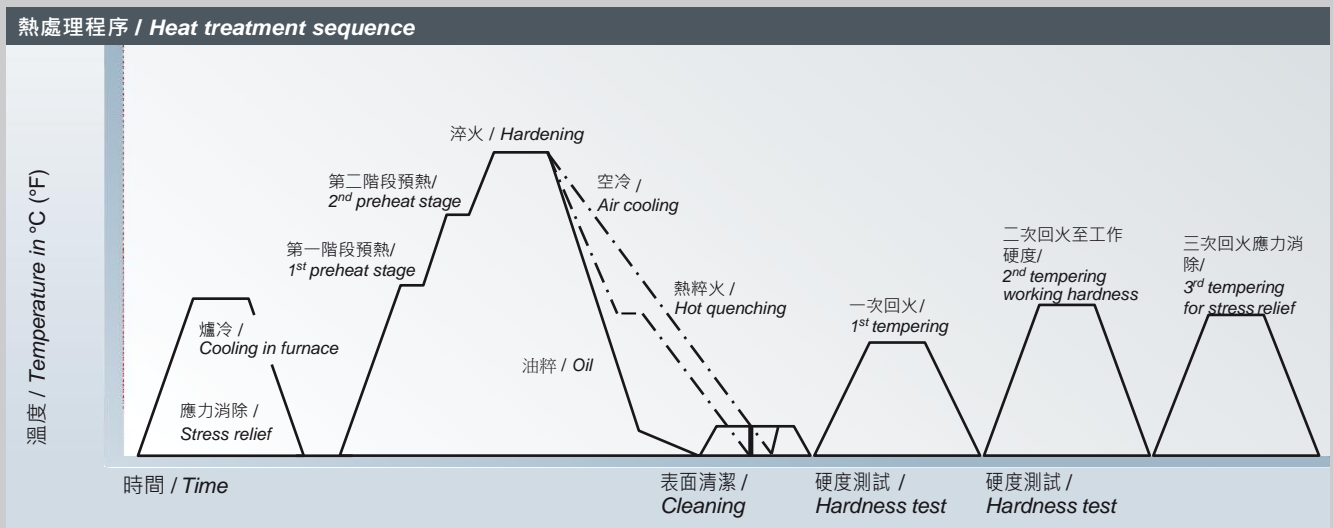 熱處理程序 / Heat treatment sequence
溫度 / Temperature in °C (°F)
淬火 / Hardening
第二階段預熱/
2nd preheat stage
第一階段預熱/
1st preheat stage
空冷 /
Air cooling
爐冷 /
Cooling in furnace
應力消除 /
Stress relief
熱粹火 /
Hot quenching
油粹 / Oil
一次回火/
1st tempering
二次回火至工作
硬度/
2nd tempering
working hardness
三次回火應力消
除/
3rd tempering
for stress relief
時間 / Time
表面清潔 /
Cleaning
硬度測試 /
Hardness test
硬度測試 /
Hardness test